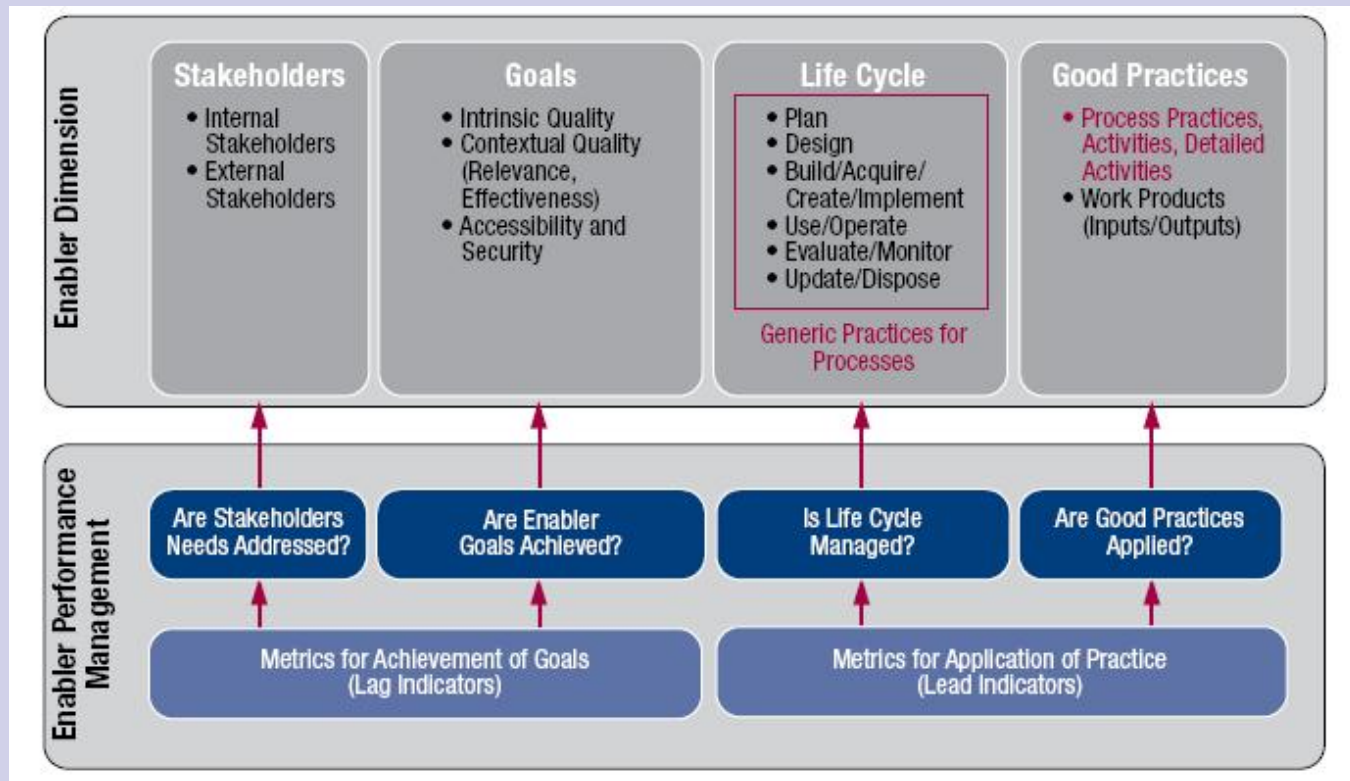 Enabler Dimension
Stakeholders
• Internal
Stakeholders
• External
Stakeholders
Goals
• Intrinsic Quality
• Contextual Quality
(Relevance,
Effectiveness)
• Accessibility and
Security
Life Cycle
• Plan
• Design
• Build/Acquire/
Create/Implement
• Use/Operate
• Evaluate/Monitor
• Update/Dispose
Generic Practices for
Processes
Good Practices
• Process Practices,
Activities, Detailed
Activities
• Work Products
(Inputs/Outputs)
Enabler Performance
Management
Are Stakeholders
Needs Addressed?
Are Enabler
Goals Achieved?
Is Life Cycle
Managed?
Are Good Practices
Applied?
Metrics for Achievement of Goals
(Lag Indicators)
Metrics for Application of Practice
(Lead Indicators)